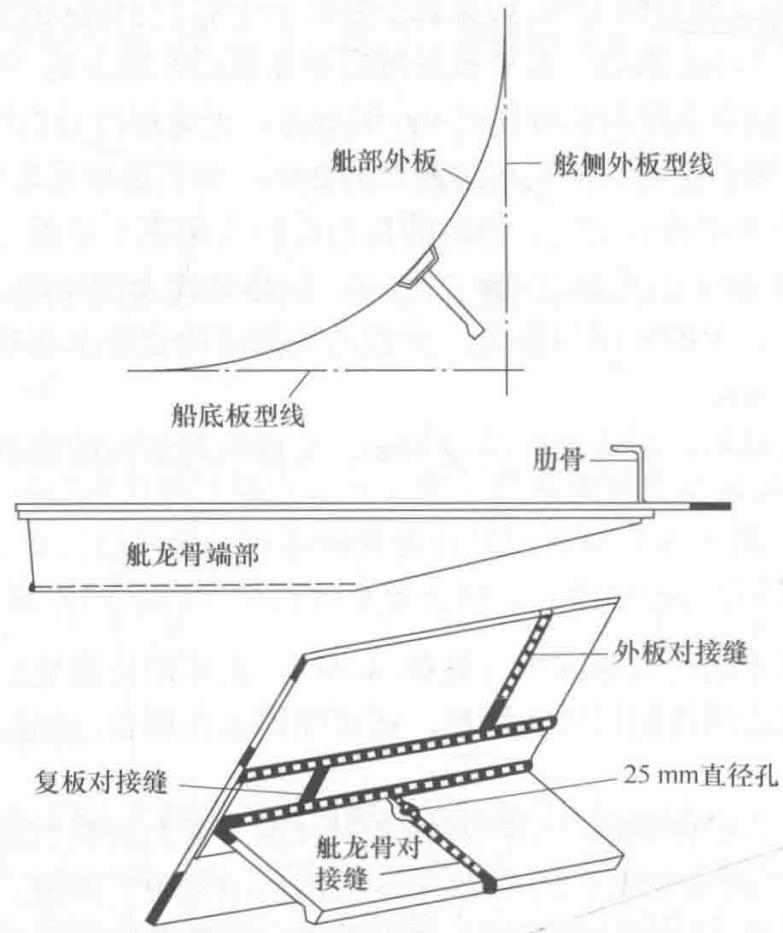 舭部外板
舷侧外板型线
船底板型线
肋骨
舭龙骨端部
外板对接缝
复板对接缝
25 mm直径孔
舭龙骨对
接缝